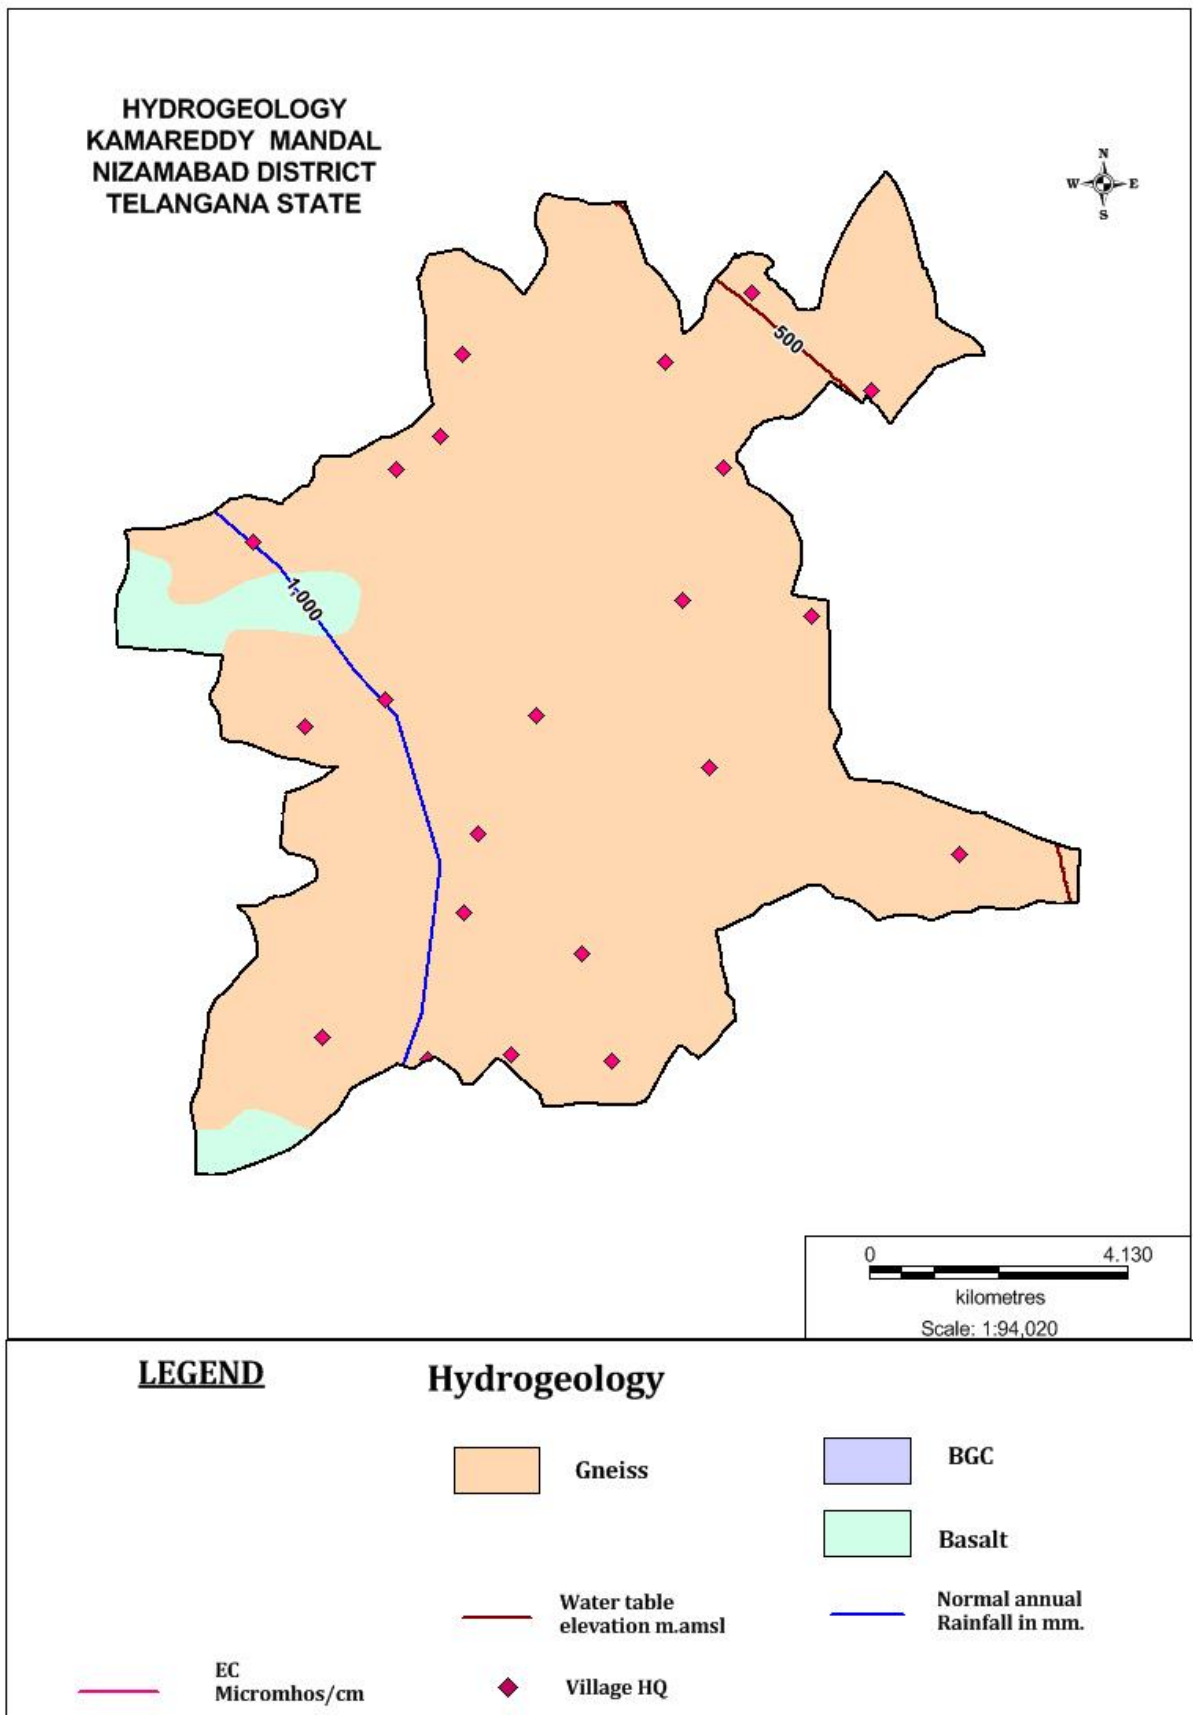 HYDROGEOLOGY
KAMAREDDY MANDAL
NIZAMABAD DISTRICT
TELANGANA STATE
N
W E
S
500
1,000
0 4.130
kilometres
Scale: 1:94,020
LEGEND
Hydrogeology
Gneiss
BGC
Basalt
Water table
elevation m.amsl
Normal annual
Rainfall in mm.
EC
Micromhos/cm
Village HQ